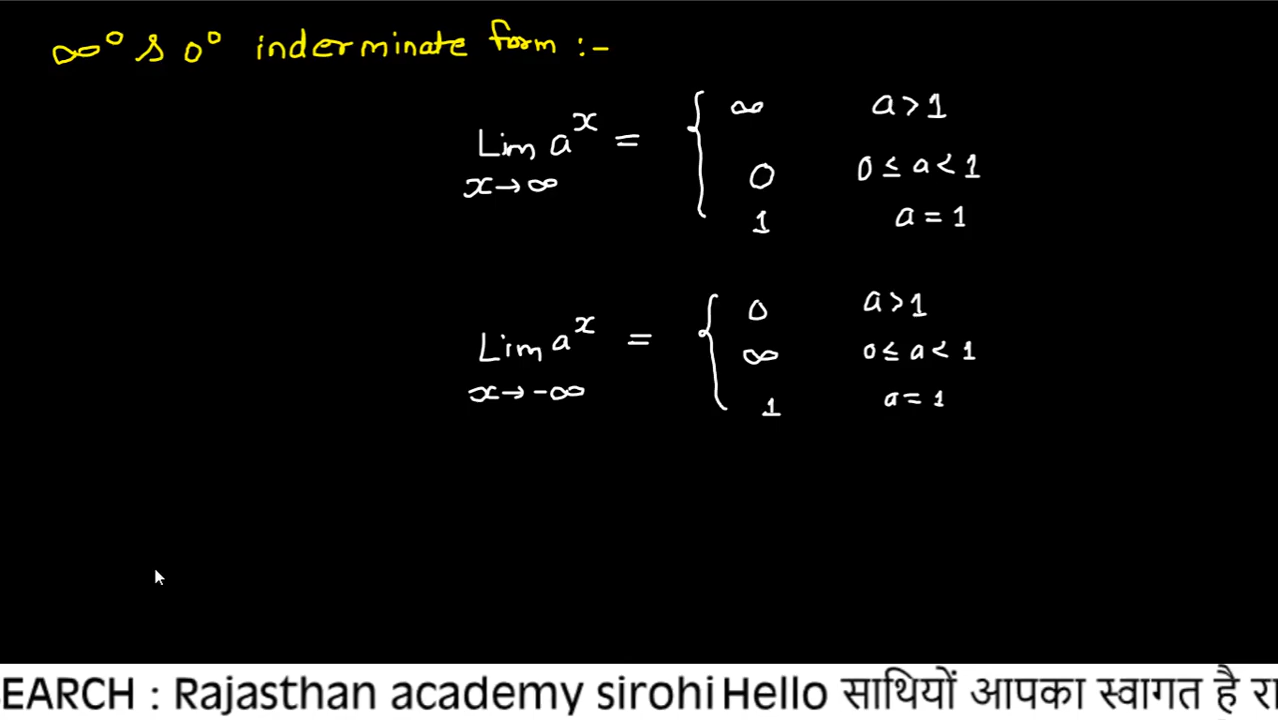 ∞⁰ & 0⁰ inderminate form :-
Lim a^x = { ∞ a > 1
x → ∞ 0 0 ≤ a < 1
1 a = 1
Lim a^x = { 0 a > 1
x → -∞ ∞ 0 ≤ a < 1
1 a = 1
EARCH : Rajasthan academy sirohi Hello साथियों आपका स्वागत है रा